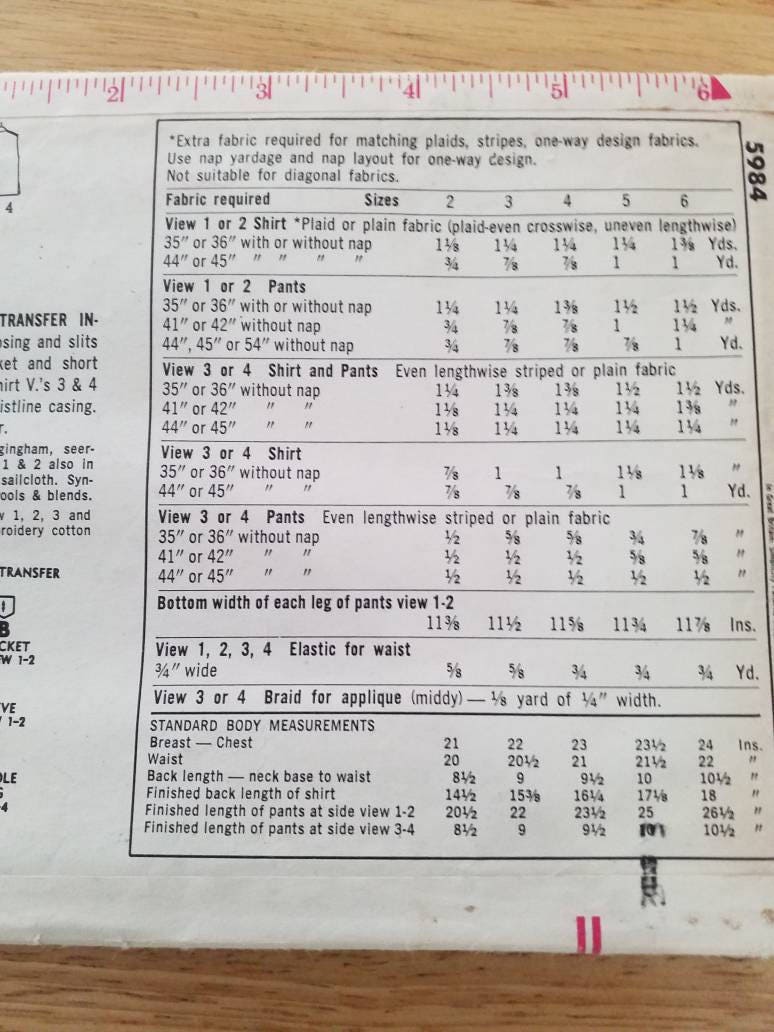 2 3 4 5 6
5984
*Extra fabric required for matching plaids, stripes, one-way design fabrics.
Use nap yardage and nap layout for one-way design.
Not suitable for diagonal fabrics.
Fabric required Sizes 2 3 4 5 6
View 1 or 2 Shirt *Plaid or plain fabric (plaid-even crosswise, uneven lengthwise)
35" or 36" with or without nap 1⅛ 1¼ 1¼ 1¼ 1⅜ Yds.
44" or 45" " " " " ¾ ⅞ ⅞ 1 1 Yd.
View 1 or 2 Pants
35" or 36" with or without nap 1¼ 1¼ 1⅜ 1½ 1½ Yds.
41" or 42" without nap ¾ ⅞ ⅞ 1 1¼ "
44", 45" or 54" without nap ¾ ⅞ ⅞ ⅞ 1 Yd.
View 3 or 4 Shirt and Pants Even lengthwise striped or plain fabric
35" or 36" without nap 1¼ 1⅜ 1⅜ 1½ 1½ Yds.
41" or 42" " " 1⅛ 1¼ 1¼ 1¼ 1⅜ "
44" or 45" " " 1⅛ 1¼ 1¼ 1¼ 1¼ "
View 3 or 4 Shirt
35" or 36" without nap ⅞ 1 1 1⅛ 1⅛ "
44" or 45" " " ⅞ ⅞ ⅞ 1 1 Yd.
View 3 or 4 Pants Even lengthwise striped or plain fabric
35" or 36" without nap ½ ⅝ ⅝ ¾ ⅞ "
41" or 42" " " ½ ½ ½ ⅝ ⅝ "
44" or 45" " " ½ ½ ½ ½ ½ "
Bottom width of each leg of pants view 1-2
11⅜ 11½ 11⅝ 11¾ 11⅞ Ins.
View 1, 2, 3, 4 Elastic for waist
¾" wide ⅝ ⅝ ¾ ¾ ¾ Yd.
View 3 or 4 Braid for applique (middy) — ⅛ yard of ¼" width.
STANDARD BODY MEASUREMENTS
Breast — Chest 21 22 23 23½ 24 Ins.
Waist 20 20½ 21 21½ 22 "
Back length — neck base to waist 8½ 9 9½ 10 10½ "
Finished back length of shirt 14½ 15⅜ 16¼ 17⅛ 18 "
Finished length of pants at side view 1-2 20½ 22 23½ 25 26½ "
Finished length of pants at side view 3-4 8½ 9 9½ 10½ "
4
TRANSFER IN-
osing and slits
ket and short
hirt V.'s 3 & 4
istline casing.
r.
gingham, seer-
1 & 2 also in
sailcloth. Syn-
ools & blends.
w 1, 2, 3 and
roidery cotton
TRANSFER
B
CKET
EW 1-2
VE
1-2
OLE
G
-4